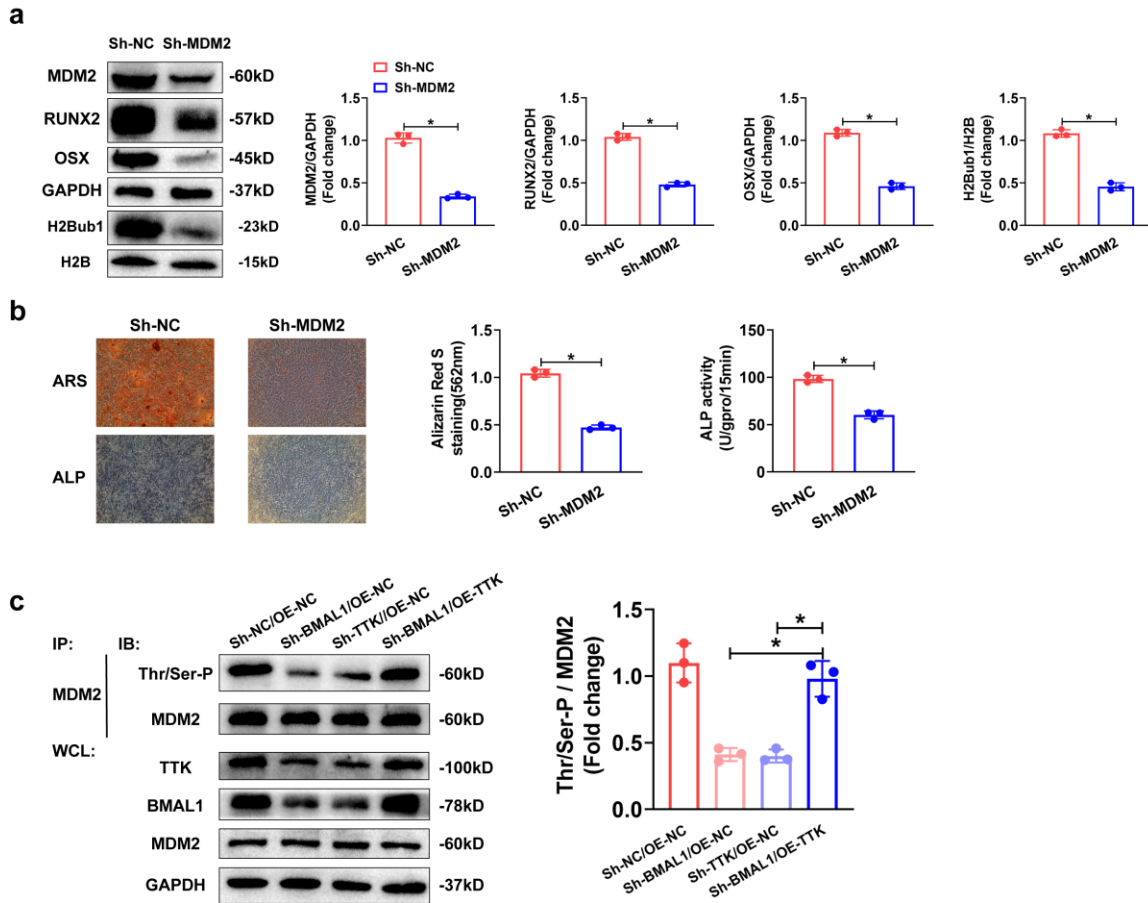 a
Sh-NC Sh-MDM2
MDM2 -60kD
RUNX2 -57kD
OSX -45kD
GAPDH -37kD
H2Bub1 -23kD
H2B -15kD
Sh-NC
Sh-MDM2
MDM2/GAPDH
(Fold change)
1.5
1.0
0.5
0.0
*
Sh-NC
Sh-MDM2
RUNX2/GAPDH
(Fold change)
1.5
1.0
0.5
0.0
*
Sh-NC
Sh-MDM2
OSX/GAPDH
(Fold change)
1.5
1.0
0.5
0.0
*
Sh-NC
Sh-MDM2
H2Bub1/H2B
(Fold change)
1.5
1.0
0.5
0.0
*
Sh-NC
Sh-MDM2
b
Sh-NC Sh-MDM2
ARS
ALP
Alizarin Red S
staining(562nm)
1.5
1.0
0.5
0.0
*
Sh-NC
Sh-MDM2
ALP activity
(U/gpro/15min)
150
100
50
0
*
Sh-NC
Sh-MDM2
c
Sh-NC/OE-NC
Sh-BMAL1/OE-NC
Sh-TTK//OE-NC
Sh-BMAL1/OE-TTK
IP: IB:
MDM2
Thr/Ser-P -60kD
MDM2 -60kD
WCL:
TTK -100kD
BMAL1 -78kD
MDM2 -60kD
GAPDH -37kD
Thr/Ser-P / MDM2
(Fold change)
1.5
1.0
0.5
0.0
*
*
Sh-NC/OE-NC
Sh-BMAL1/OE-NC
Sh-TTK/OE-NC
Sh-BMAL1/OE-TTK